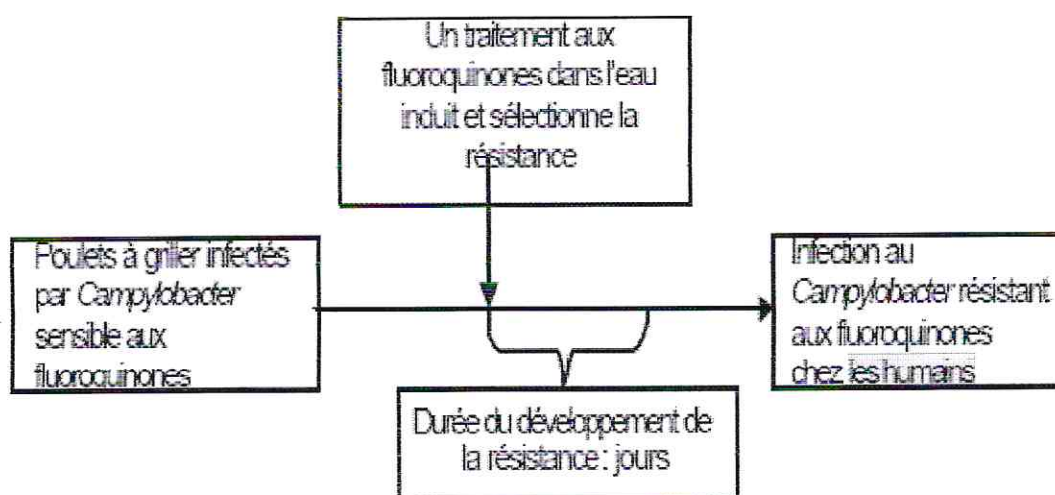 Un traitement aux
fluoroquinones dans l'eau
induit et sélectionne la
résistance
Poulets à griller infectés
par Campylobacter
sensible aux
fluoroquinones
Infection au
Campylobacter résistant
aux fluoroquinones
chez les humains
Durée du développement de
la résistance : jours